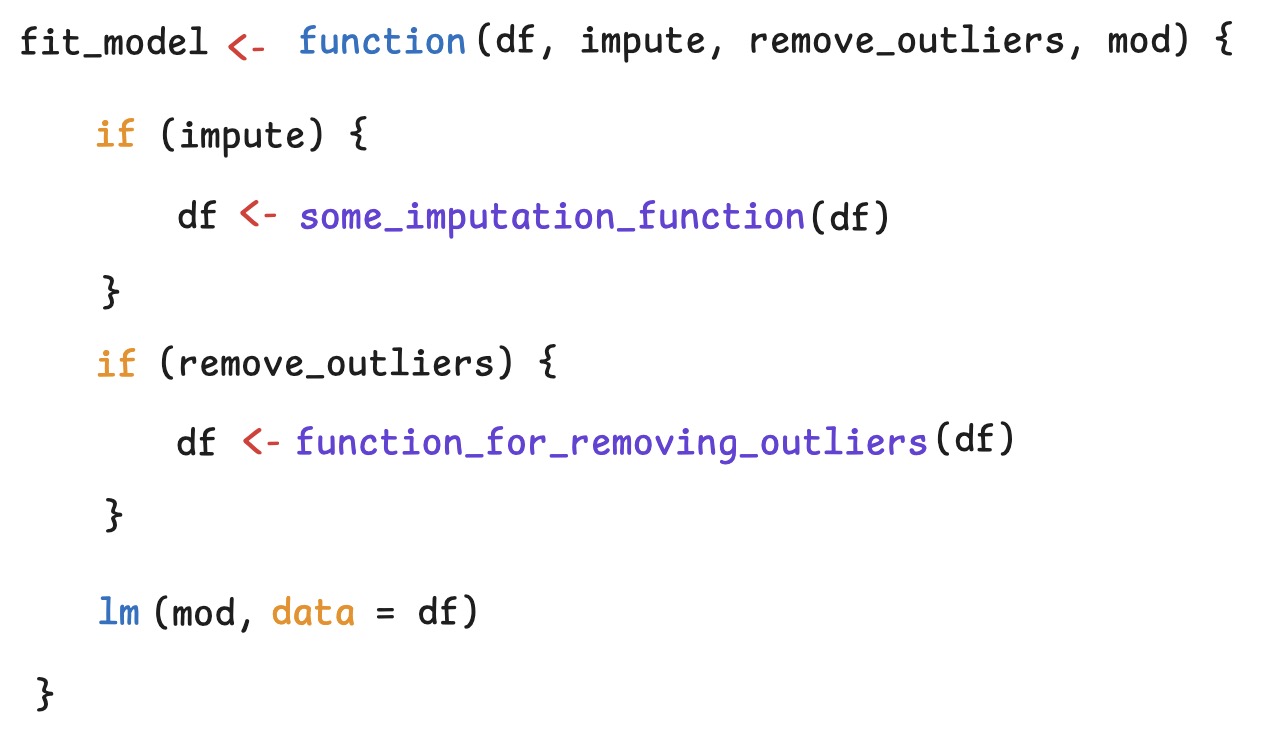 fit_model <- function(df, impute, remove_outliers, mod) {
if (impute) {
df <- some_imputation_function(df)
}
if (remove_outliers) {
df <- function_for_removing_outliers(df)
}
lm(mod, data = df)
}